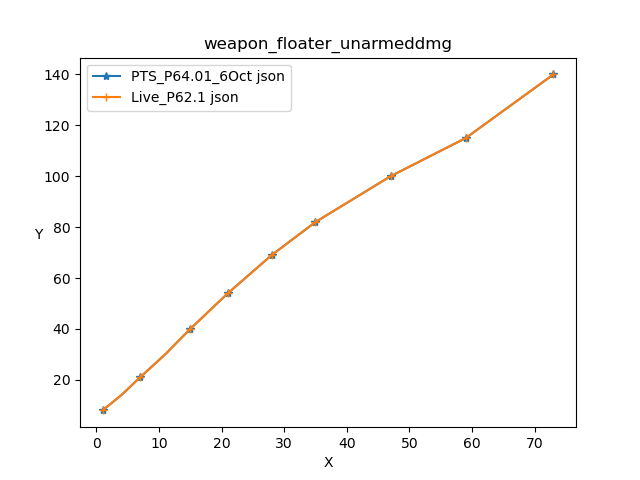 weapon_floater_unarmeddmg
PTS_P64.01_6Oct json
Live_P62.1 json
140
120
100
80
60
40
20
Y
0 10 20 30 40 50 60 70
X